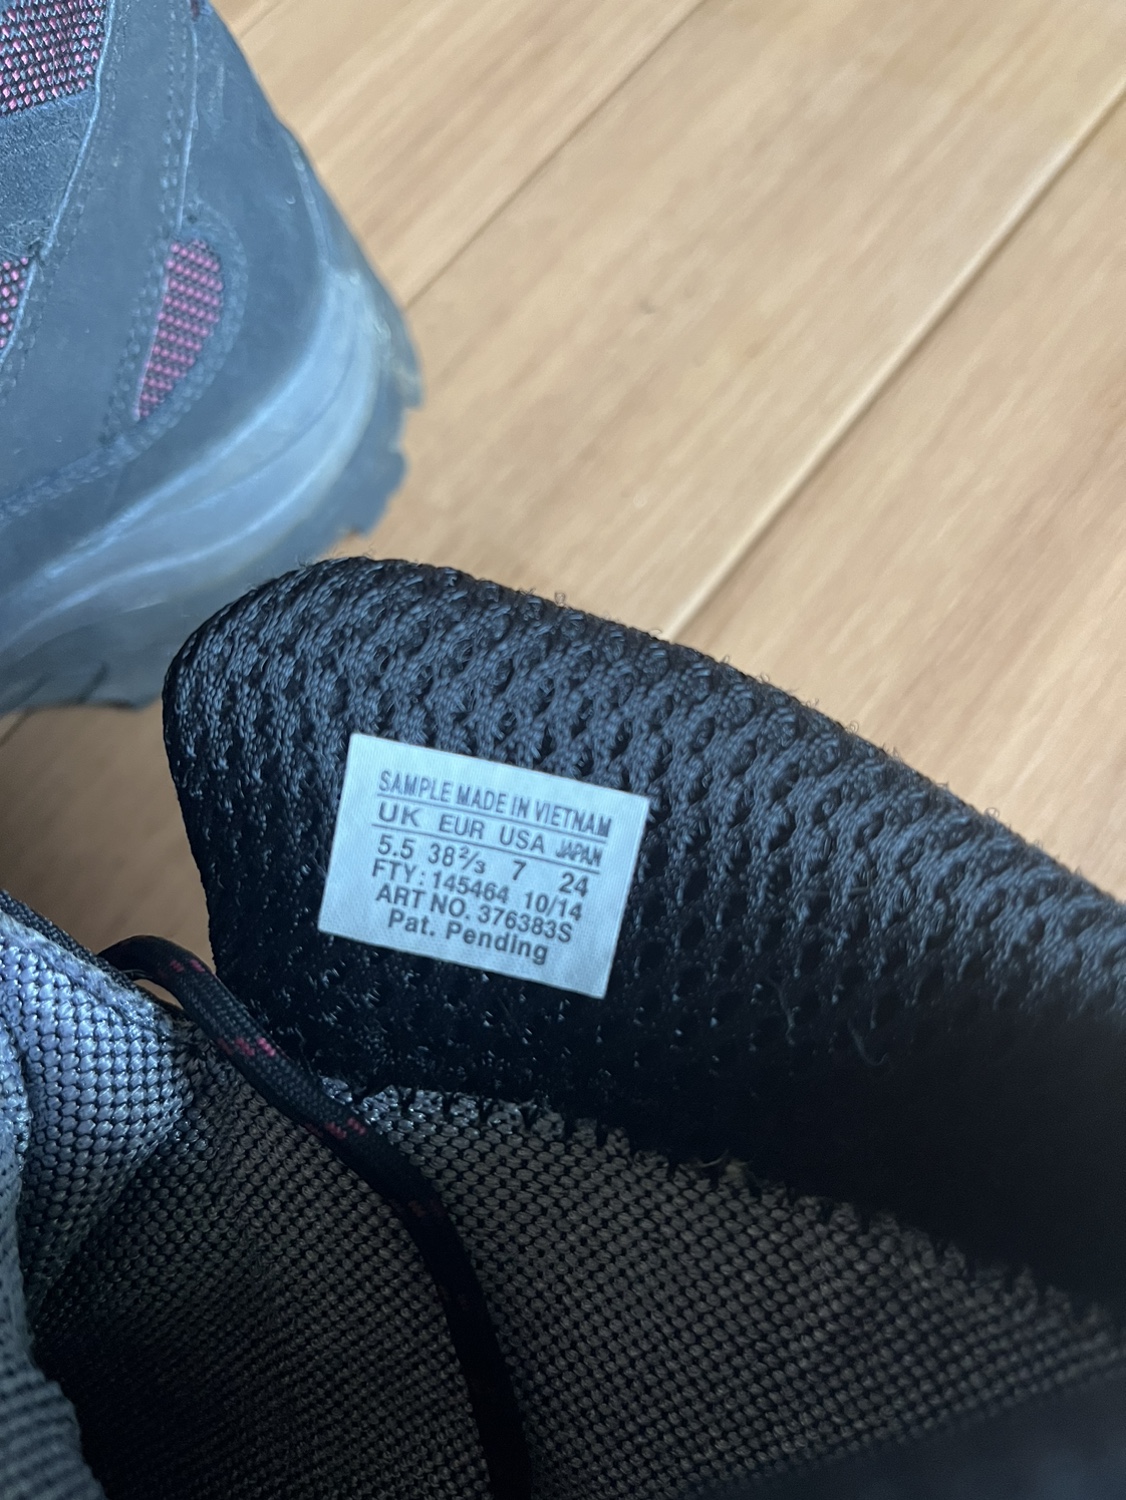 SAMPLE MADE IN VIETNAM
UK EUR USA JAPAN
5.5 38⅔ 7 24
FTY: 145464 10/14
ART NO. 376383S
Pat. Pending